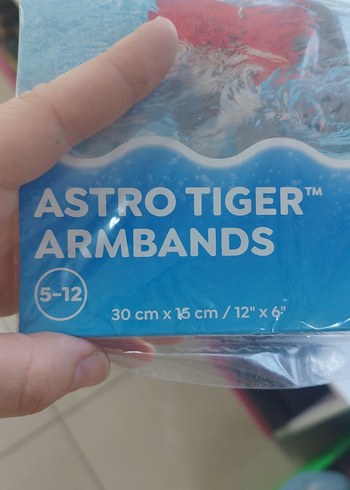 ASTRO TIGER™
ARMBANDS
5-12
30 cm x 15 cm / 12" x 6"